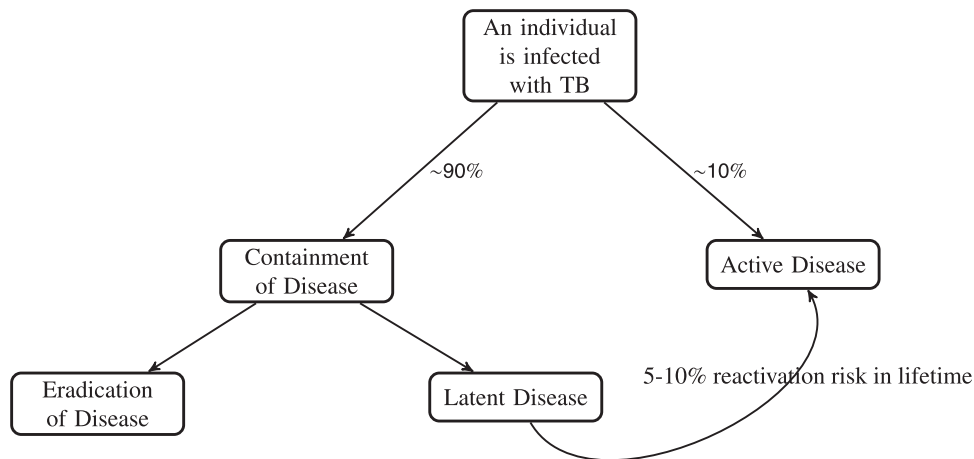 An individual
is infected
with TB
~90%
~10%
Containment
of Disease
Active Disease
Eradication
of Disease
Latent Disease
5-10% reactivation risk in lifetime